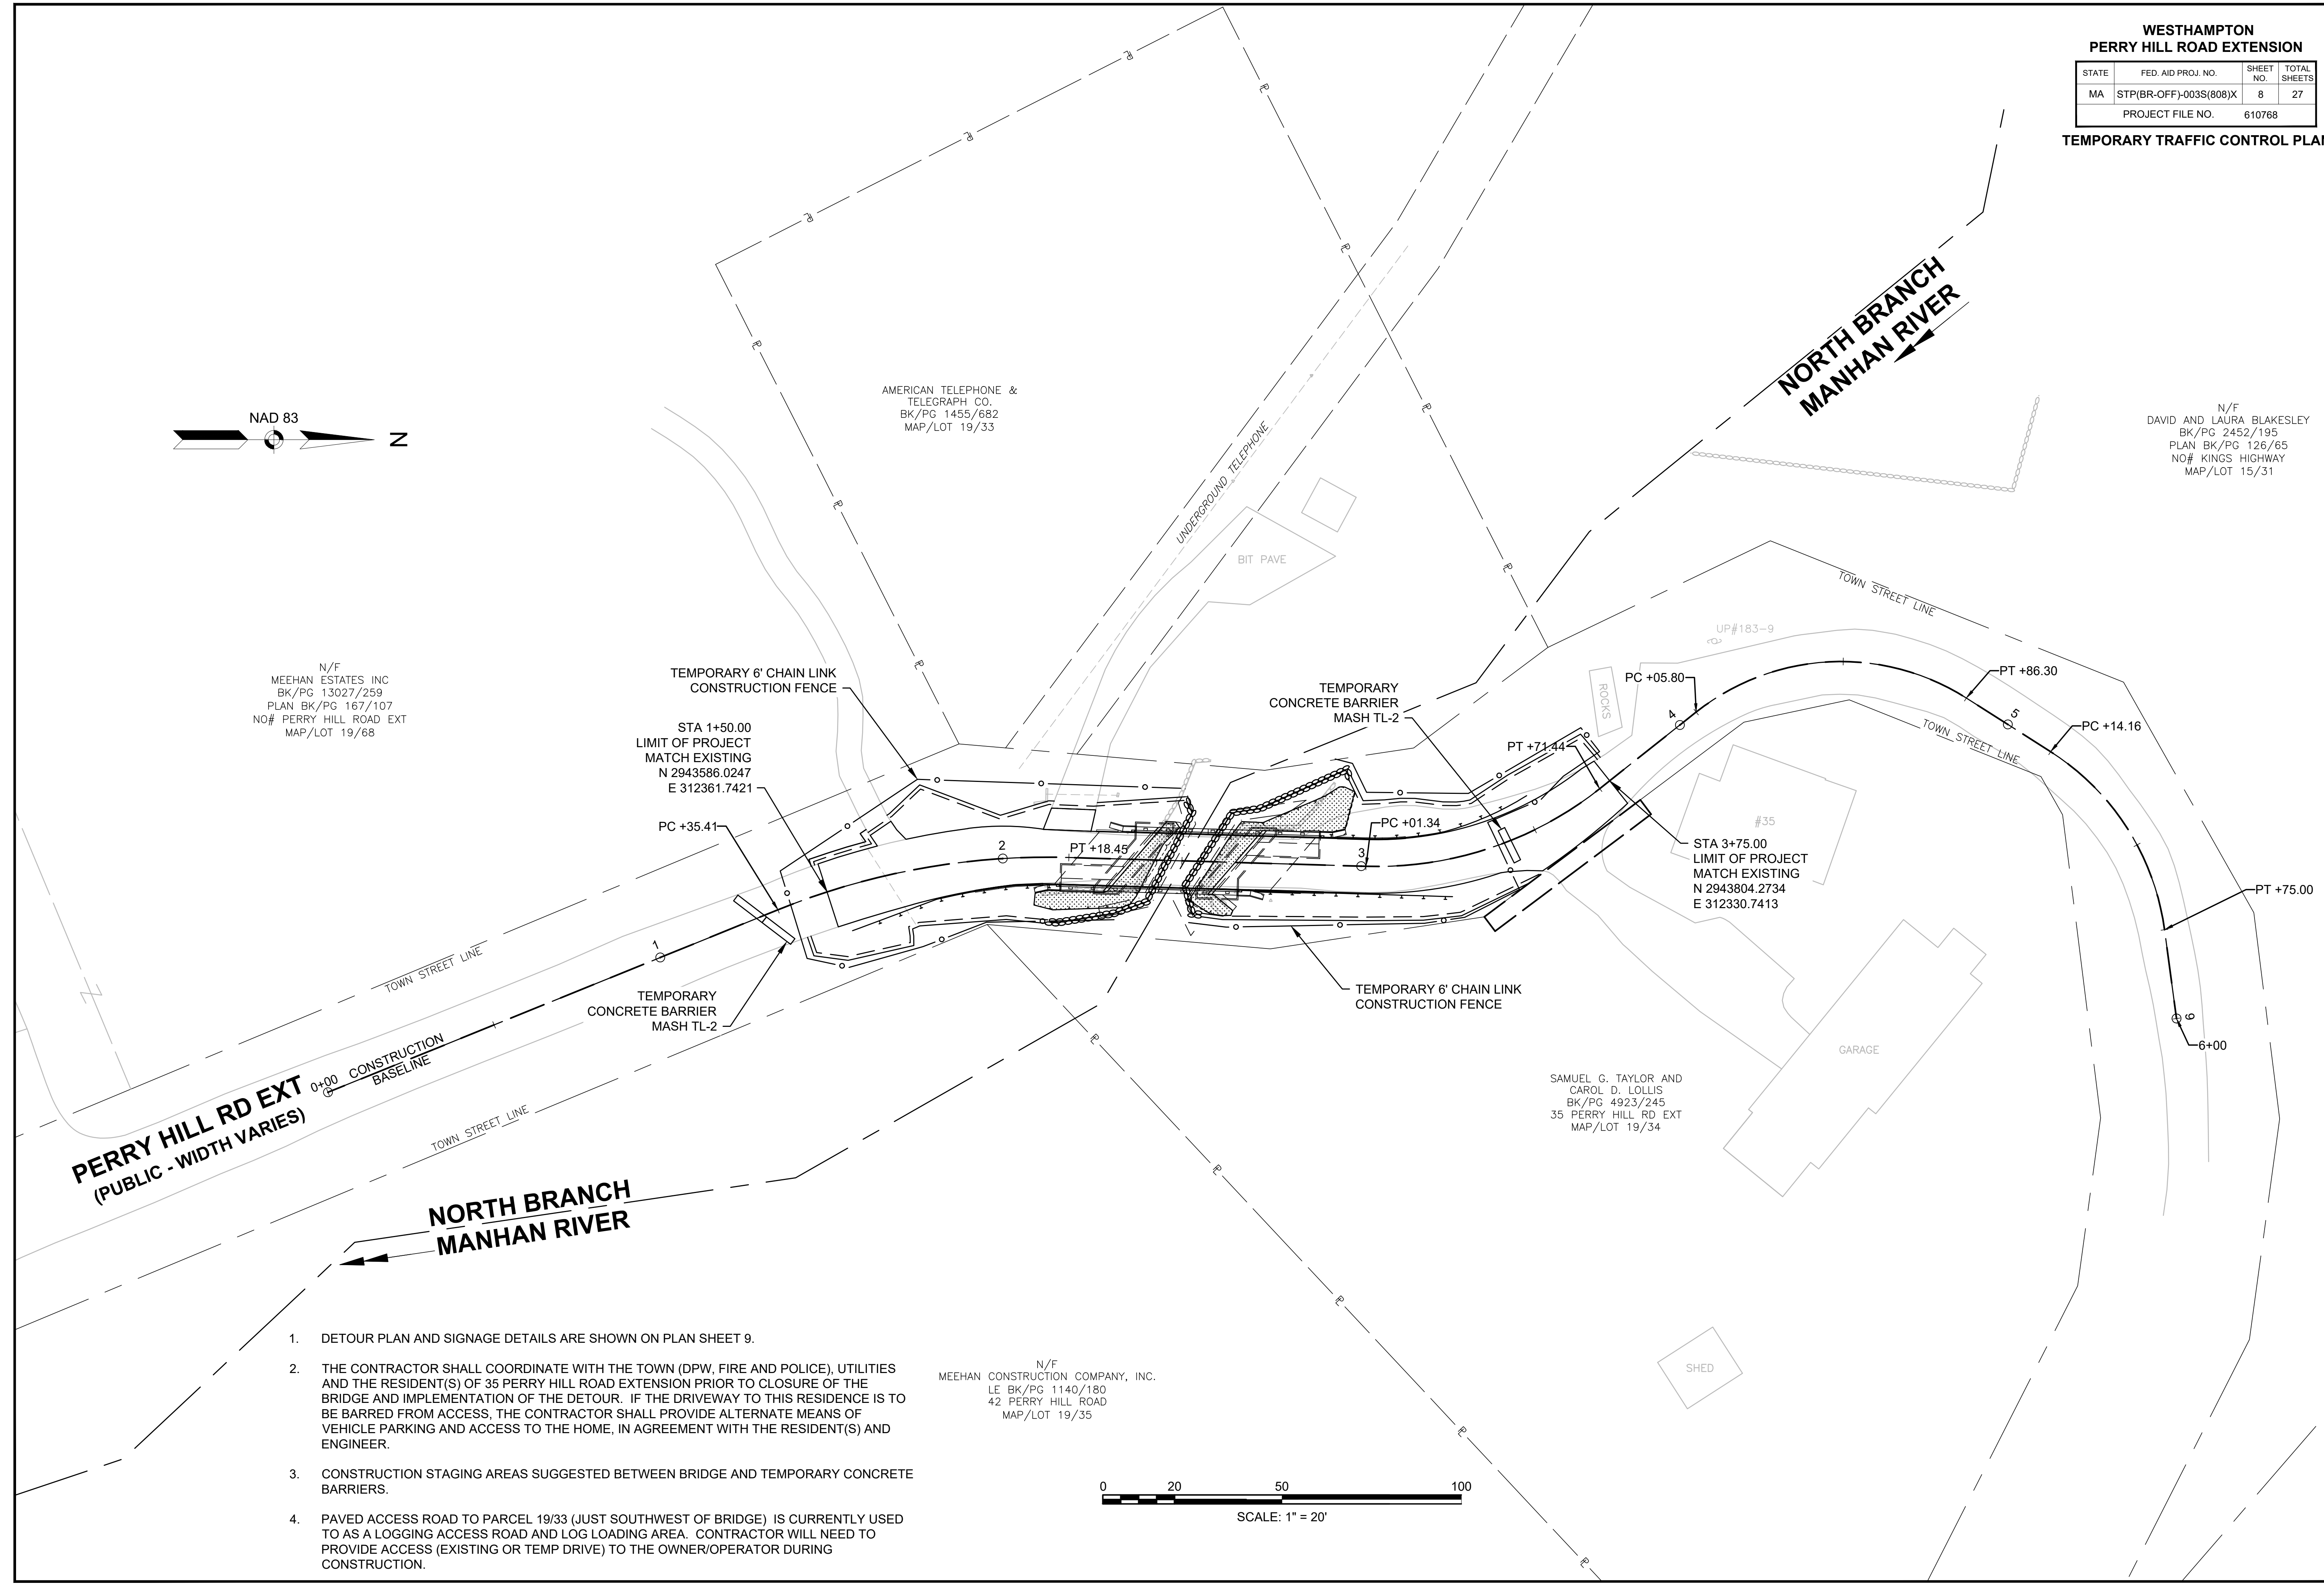 WESTHAMPTON
PERRY HILL ROAD EXTENSION
STATE FED. AID PROJ. NO. SHEET NO. TOTAL SHEETS
MA STP(BR-OFF)-003S(808)X 8 27
PROJECT FILE NO. 610768
TEMPORARY TRAFFIC CONTROL PLAN
NORTH BRANCH
MANHAN RIVER
N/F
DAVID AND LAURA BLAKESLEY
BK/PG 2452/195
PLAN BK/PG 126/65
NO# KINGS HIGHWAY
MAP/LOT 15/31
AMERICAN TELEPHONE &
TELEGRAPH CO.
BK/PG 1455/682
MAP/LOT 19/33
NAD 83
N
UNDERGROUND TELEPHONE
BIT PAVE
TOWN STREET LINE
UP#183-9
N/F
MEEHAN ESTATES INC
BK/PG 13027/259
PLAN BK/PG 167/107
NO# PERRY HILL ROAD EXT
MAP/LOT 19/68
TEMPORARY 6' CHAIN LINK
CONSTRUCTION FENCE
STA 1+50.00
LIMIT OF PROJECT
MATCH EXISTING
N 2943586.0247
E 312361.7421
PC +35.41
TEMPORARY
CONCRETE BARRIER
MASH TL-2
PT +71.44
ROCKS
PC +05.80
4
PT +86.30
5
PC +14.16
TOWN STREET LINE
#35
PC +01.34
PT +18.45
2
3
1
STA 3+75.00
LIMIT OF PROJECT
MATCH EXISTING
N 2943804.2734
E 312330.7413
PT +75.00
TOWN STREET LINE
TEMPORARY
CONCRETE BARRIER
MASH TL-2
TEMPORARY 6' CHAIN LINK
CONSTRUCTION FENCE
6
6+00
GARAGE
0+00
CONSTRUCTION
BASELINE
PERRY HILL RD EXT
(PUBLIC - WIDTH VARIES)
TOWN STREET LINE
SAMUEL G. TAYLOR AND
CAROL D. LOLLIS
BK/PG 4923/245
35 PERRY HILL RD EXT
MAP/LOT 19/34
NORTH BRANCH
MANHAN RIVER
SHED
N/F
MEEHAN CONSTRUCTION COMPANY, INC.
LE BK/PG 1140/180
42 PERRY HILL ROAD
MAP/LOT 19/35
1. DETOUR PLAN AND SIGNAGE DETAILS ARE SHOWN ON PLAN SHEET 9.
2. THE CONTRACTOR SHALL COORDINATE WITH THE TOWN (DPW, FIRE AND POLICE), UTILITIES
AND THE RESIDENT(S) OF 35 PERRY HILL ROAD EXTENSION PRIOR TO CLOSURE OF THE
BRIDGE AND IMPLEMENTATION OF THE DETOUR. IF THE DRIVEWAY TO THIS RESIDENCE IS TO
BE BARRED FROM ACCESS, THE CONTRACTOR SHALL PROVIDE ALTERNATE MEANS OF
VEHICLE PARKING AND ACCESS TO THE HOME, IN AGREEMENT WITH THE RESIDENT(S) AND
ENGINEER.
3. CONSTRUCTION STAGING AREAS SUGGESTED BETWEEN BRIDGE AND TEMPORARY CONCRETE
BARRIERS.
4. PAVED ACCESS ROAD TO PARCEL 19/33 (JUST SOUTHWEST OF BRIDGE) IS CURRENTLY USED
TO AS A LOGGING ACCESS ROAD AND LOG LOADING AREA. CONTRACTOR WILL NEED TO
PROVIDE ACCESS (EXISTING OR TEMP DRIVE) TO THE OWNER/OPERATOR DURING
CONSTRUCTION.
0 20 50 100
SCALE: 1" = 20'